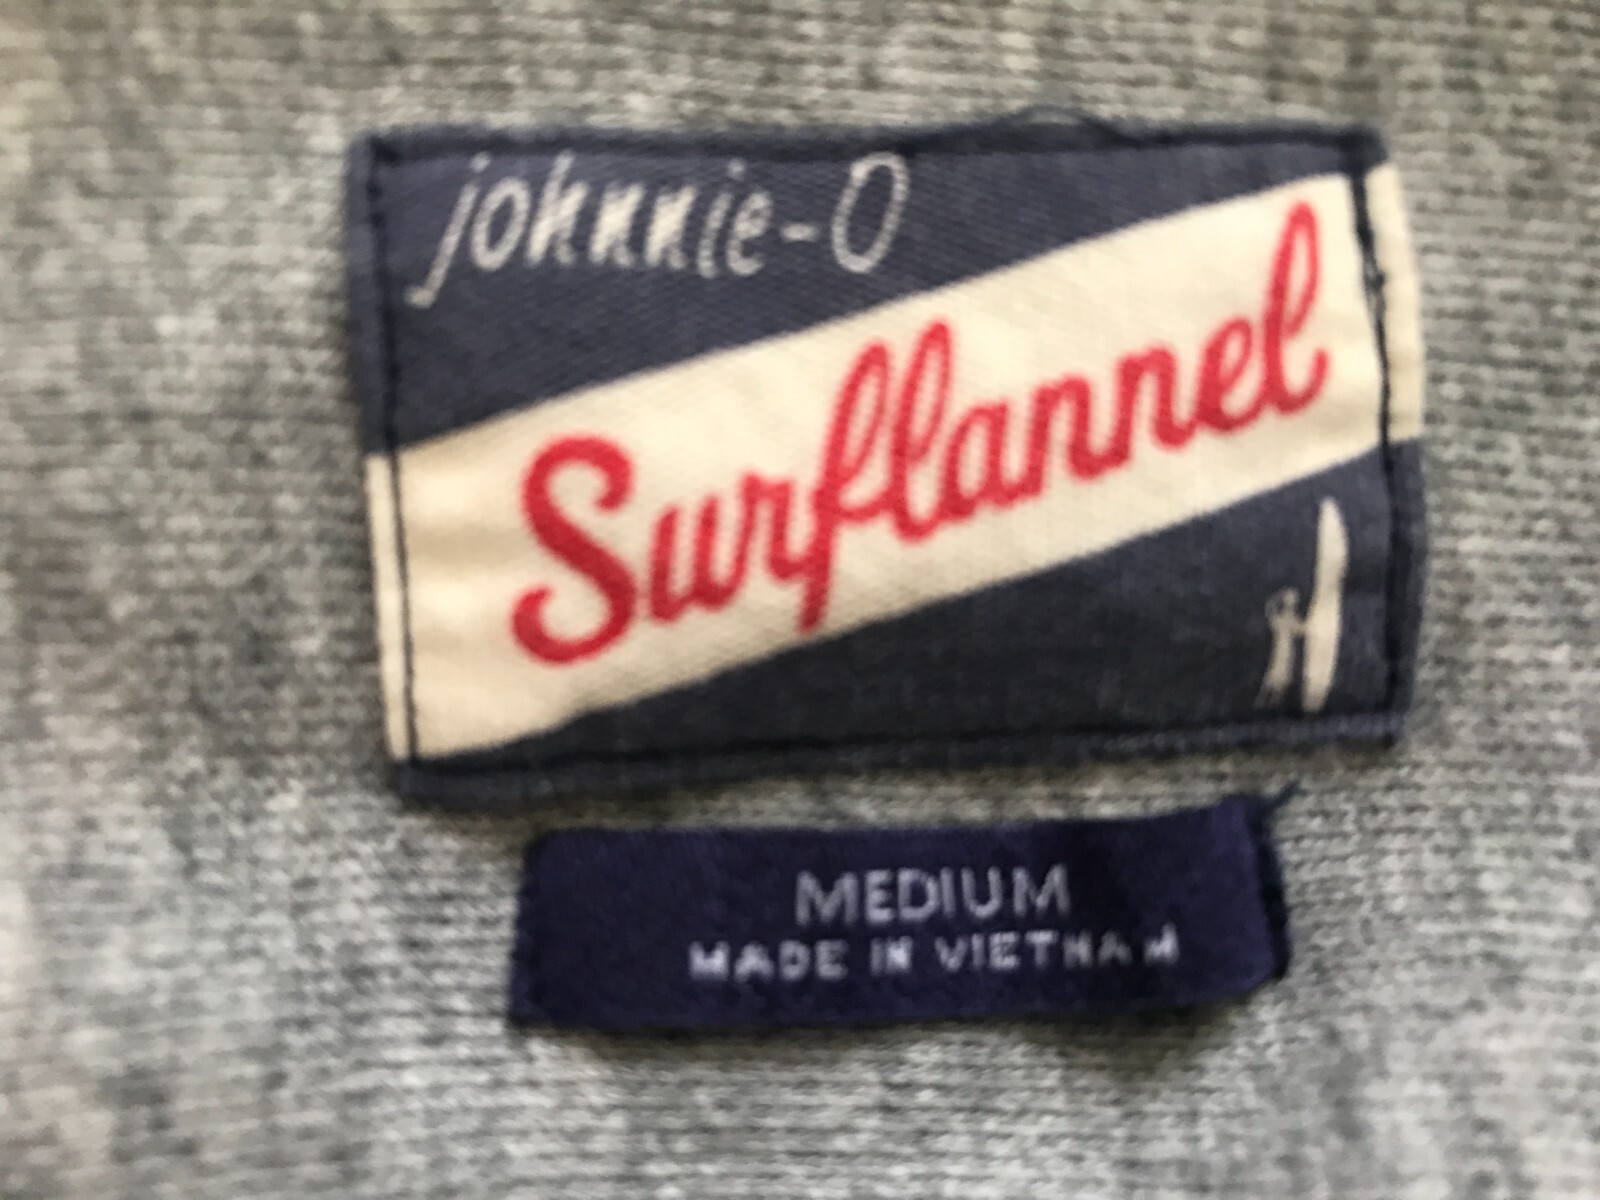 johnnie-O
Surflannel
MEDIUM
MADE IN VIETNAM